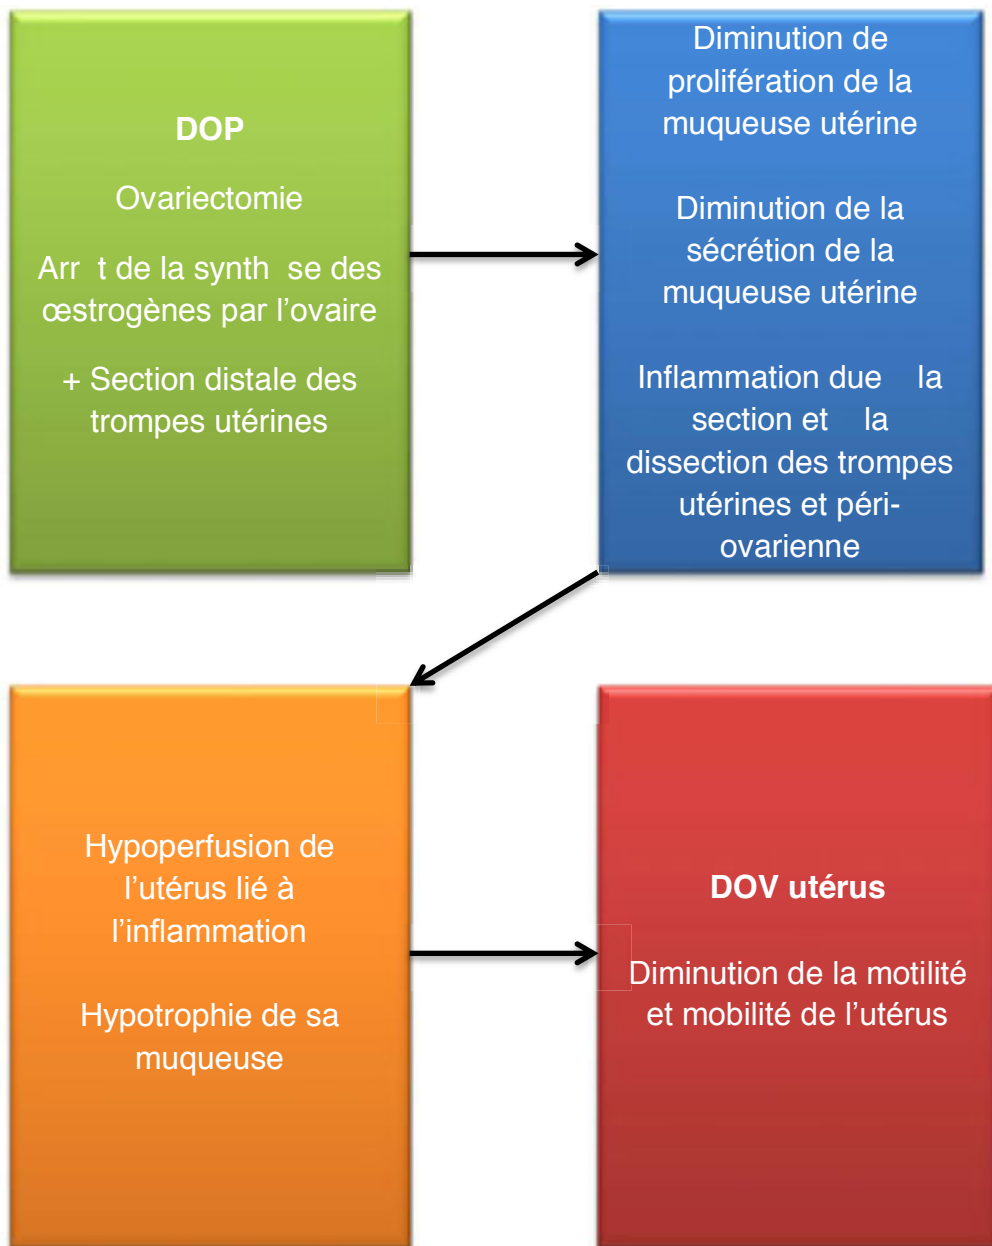 DOP
Ovariectomie
Arr t de la synth se des
œstrogènes par l’ovaire
+ Section distale des
trompes utérines
Diminution de
prolifération de la
muqueuse utérine
Diminution de la
sécrétion de la
muqueuse utérine
Inflammation due la
section et la
dissection des trompes
utérines et péri-
ovarienne
Hypoperfusion de
l’utérus lié à
l’inflammation
Hypotrophie de sa
muqueuse
DOV utérus
Diminution de la motilité
et mobilité de l’utérus